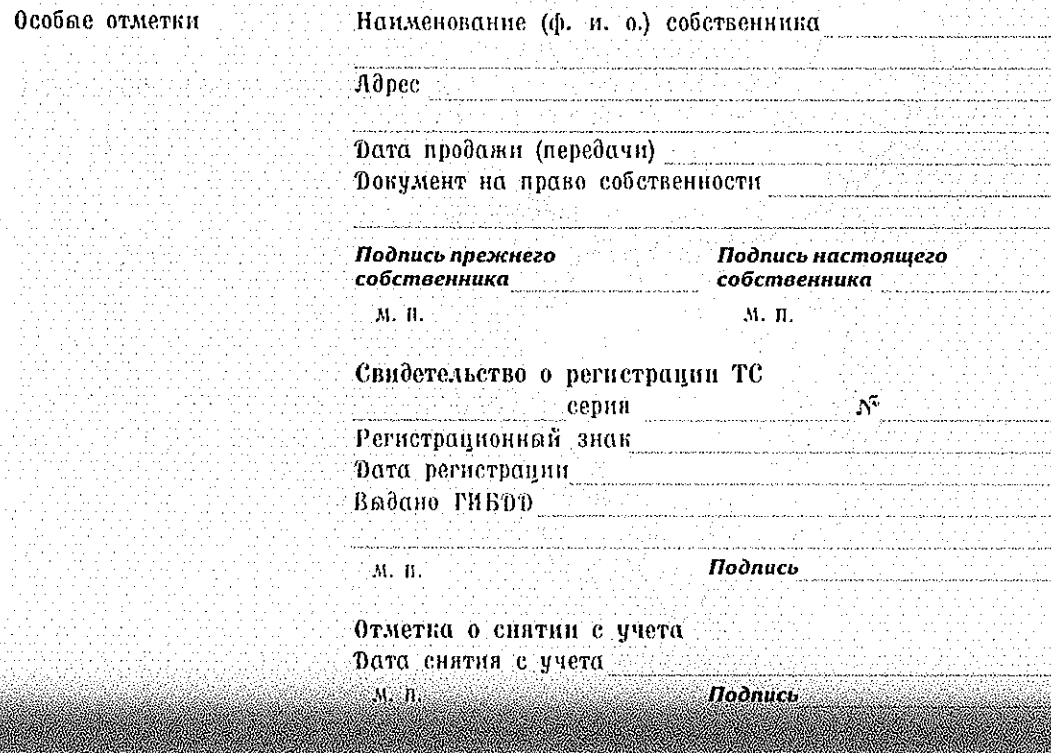 Особые отметки
Наименование (ф. и. о.) собственника
Адрес
Дата продажи (передачи)
Документ на право собственности
Подпись прежнего собственника
Подпись настоящего собственника
м. п.
м. п.
Свидетельство о регистрации ТС
серия №
Регистрационный знак
Дата регистрации
Выдано ГИБДД
м. п. Подпись
Отметка о снятии с учета
Дата снятия с учета
м. п. Подпись